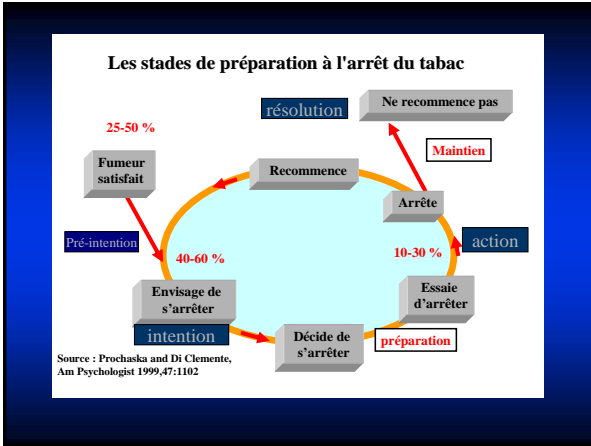 Les stades de préparation à l'arrêt du tabac
Ne recommence pas
résolution
25-50 %
Maintien
Fumeur
satisfait
Recommence
Arrête
Pré-intention
40-60 %
10-30 %
action
Envisage de
s'arrêter
Essaie
d'arrêter
intention
Décide de
s'arrêter
préparation
Source : Prochaska and Di Clemente,
Am Psychologist 1999,47:1102